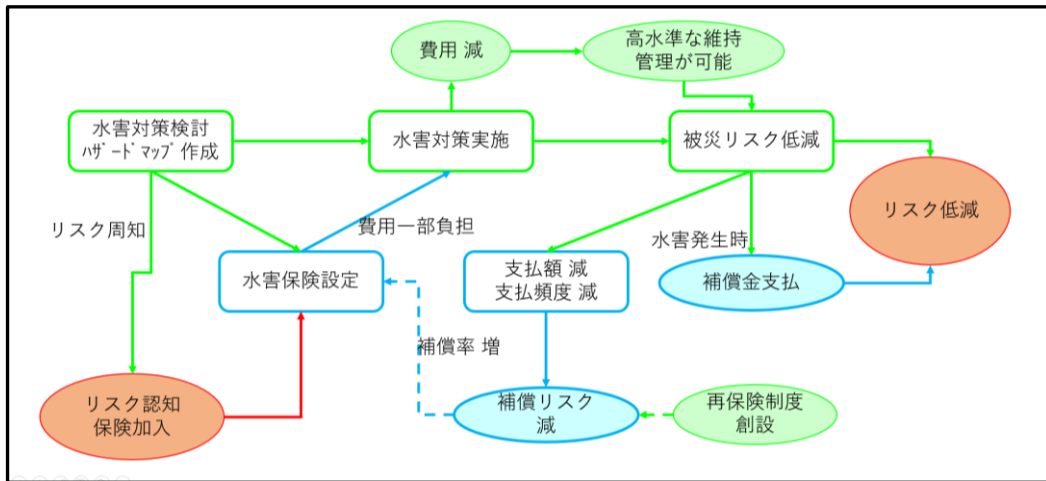 費用 減
高水準な維持
管理が可能
水害対策検討
ﾊｻﾞｰﾄﾞﾏｯﾌﾟ作成
水害対策実施
被災リスク低減
リスク低減
リスク周知
費用一部負担
水害発生時
水害保険設定
支払額 減
支払頻度 減
補償金支払
補償率 増
リスク認知
保険加入
補償リスク
減
再保険制度
創設